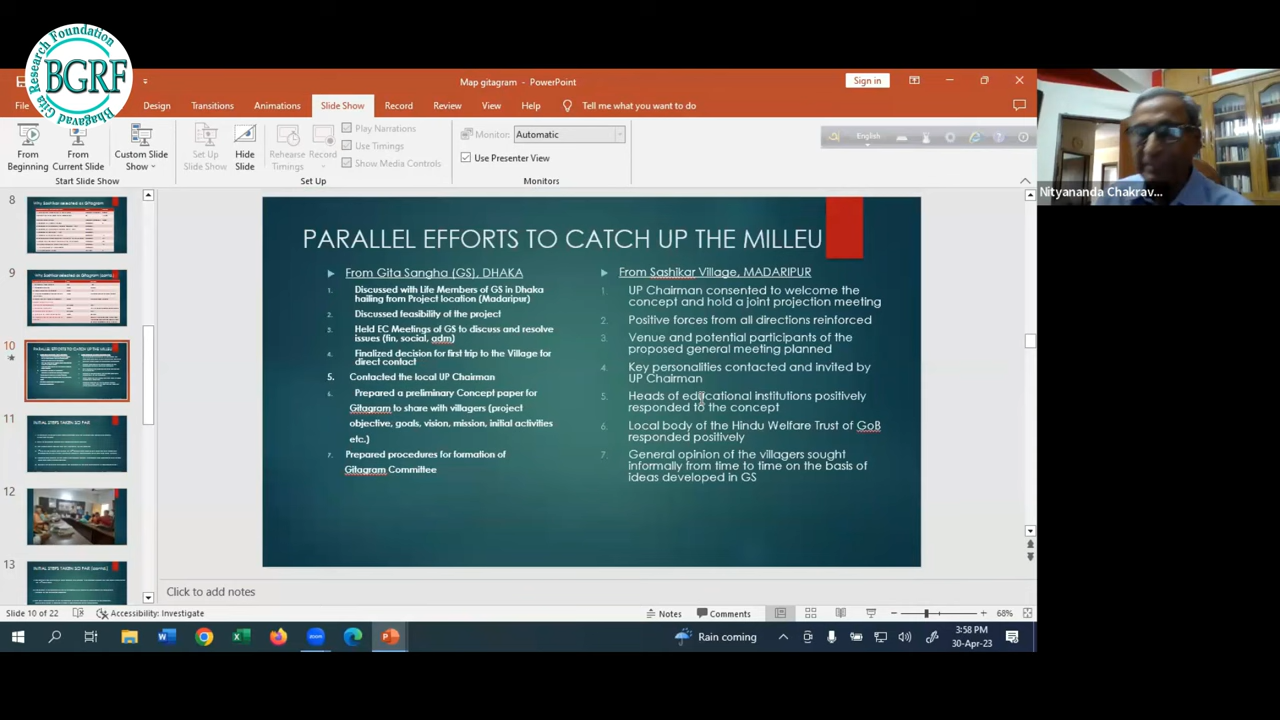 Bhagavad Gita Research Foundation
BGRF
Map gitagram - PowerPoint
Sign in
File
Design
Transitions
Animations
Slide Show
Record
Review
View
Help
Tell me what you want to do
From Beginning
From Current Slide
Custom Slide Show
Set Up Slide Show
Hide Slide
Rehearse Timings
Record
Play Narrations
Use Timings
Show Media Controls
Monitor: Automatic
Use Presenter View
Start Slide Show
Set Up
Monitors
English
Nityananda Chakrav...
8
9
10
11
12
13
PARALLEL EFFORTS TO CATCH UP THE MILLEU
From Gita Sangha (GS), DHAKA
1. Discussed with Life Members of GS in Dhaka
hailing from Project location (Madaripur)
2. Discussed feasibility of the project
3. Held EC Meetings of GS to discuss and resolve
issues (fin, social, adm)
4. Finalized decision for first trip to the Village for
direct contact
5. Contacted the local UP Chairman
6. Prepared a preliminary Concept paper for
Gitagram to share with villagers (project
objective, goals, vision, mission, initial activities
etc.)
7. Prepared procedures for formation of
Gitagram Committee
From Sashikar Village, MADARIPUR
1. UP Chairman consented to welcome the
concept and hold a joint projection meeting
2. Positive forces from all directions reinforced
3. Venue and potential participants of the
proposed general meeting planned
4. Key personalities contacted and invited by
UP Chairman
5. Heads of educational institutions positively
responded to the concept
6. Local body of the Hindu Welfare Trust of GoB
responded positively
7. General opinion of the villagers sought
informally from time to time on the basis of
ideas developed in GS
Click to add notes
Slide 10 of 22
Accessibility: Investigate
Notes
Comments
68%
Rain coming
3:58 PM
30-Apr-23